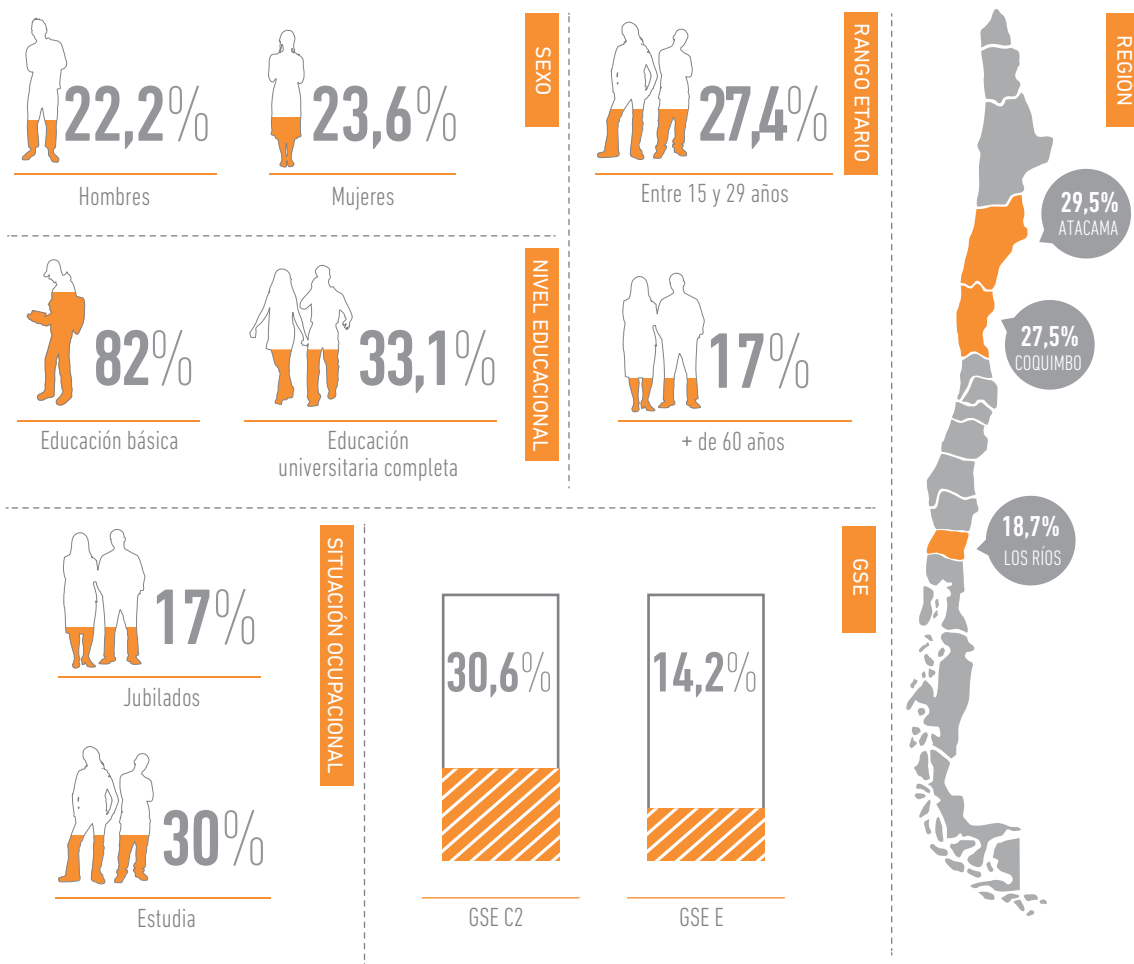 SEXO
22,2%
Hombres
23,6%
Mujeres
RANGO ETARIO
27,4%
Entre 15 y 29 años
17%
+ de 60 años
NIVEL EDUCACIONAL
82%
Educación básica
33,1%
Educación
universitaria completa
SITUACIÓN OCUPACIONAL
17%
Jubilados
30%
Estudia
GSE
30,6%
GSE C2
14,2%
GSE E
REGION
29,5%
ATACAMA
27,5%
COQUIMBO
18,7%
LOS RÍOS